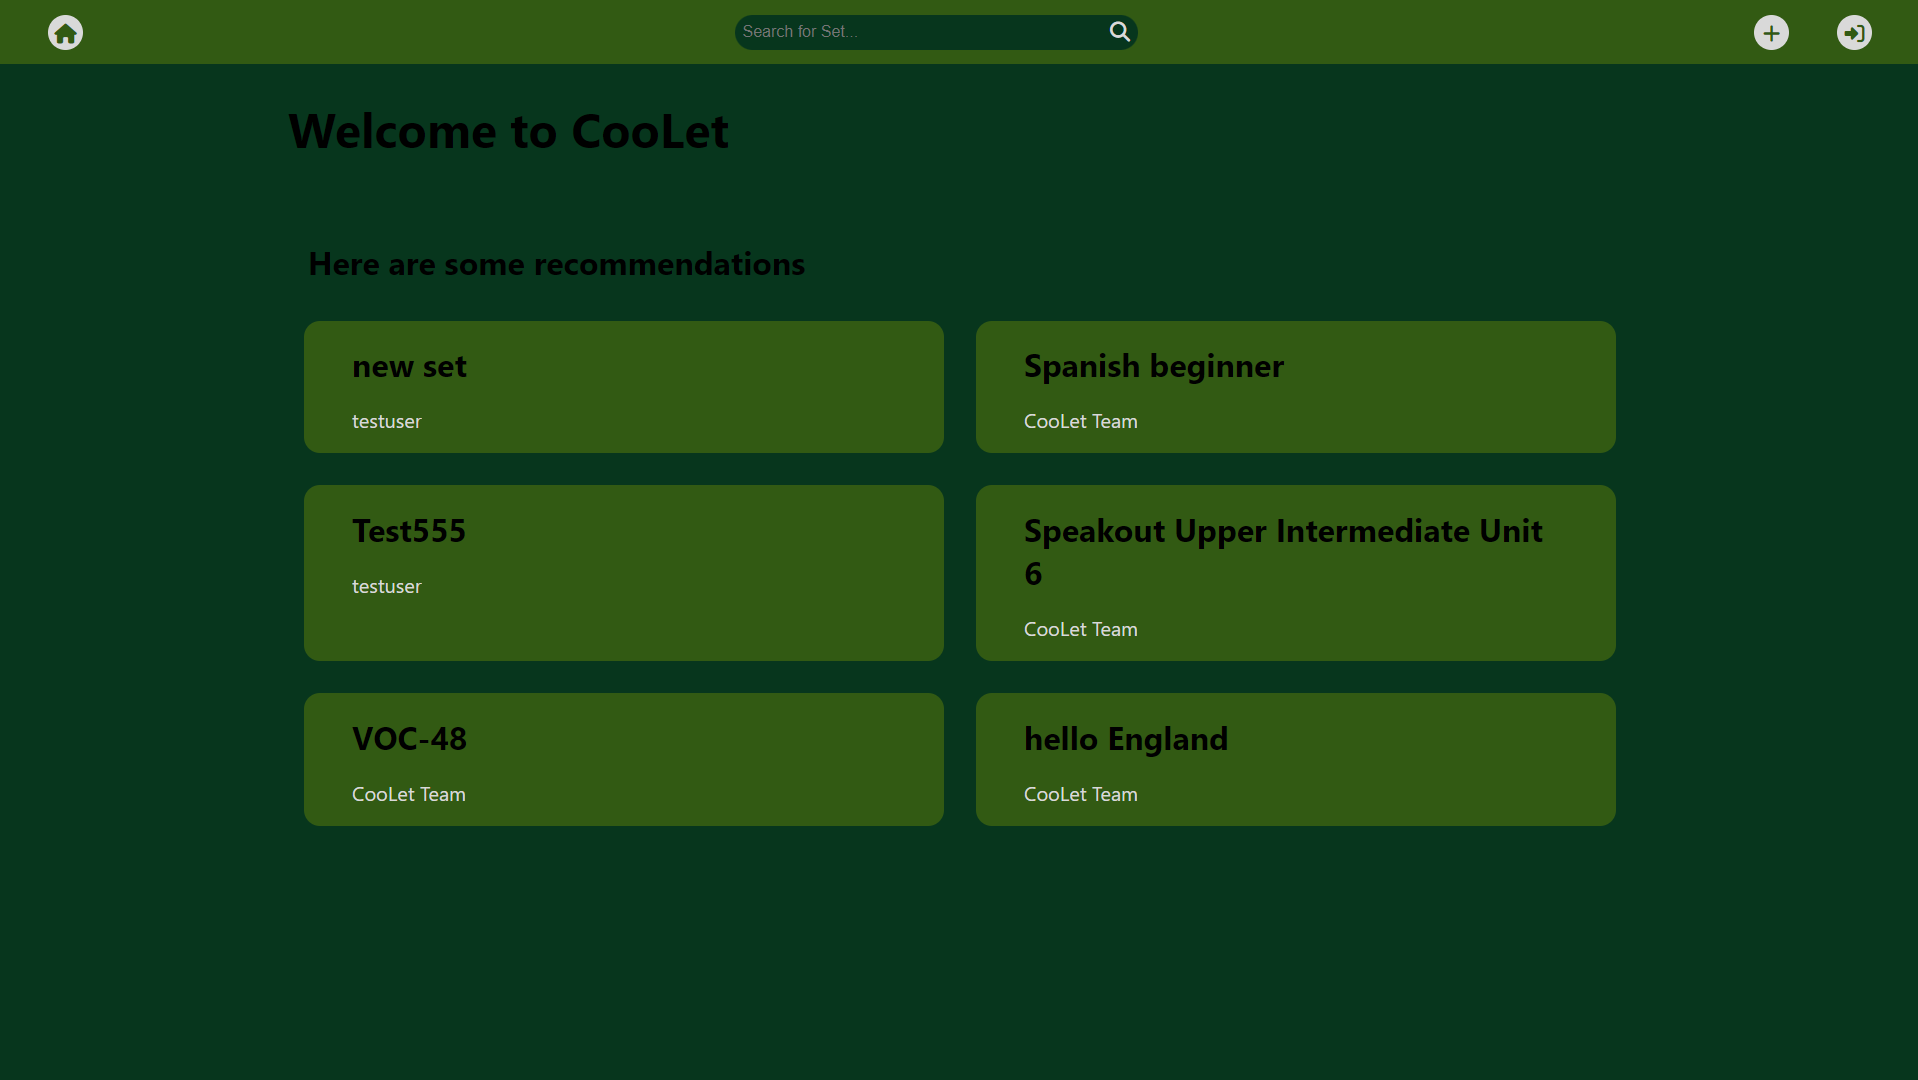 Search for Set...
Welcome to CooLet
Here are some recommendations
new set
testuser
Spanish beginner
CooLet Team
Test555
testuser
Speakout Upper Intermediate Unit
6
CooLet Team
VOC-48
CooLet Team
hello England
CooLet Team